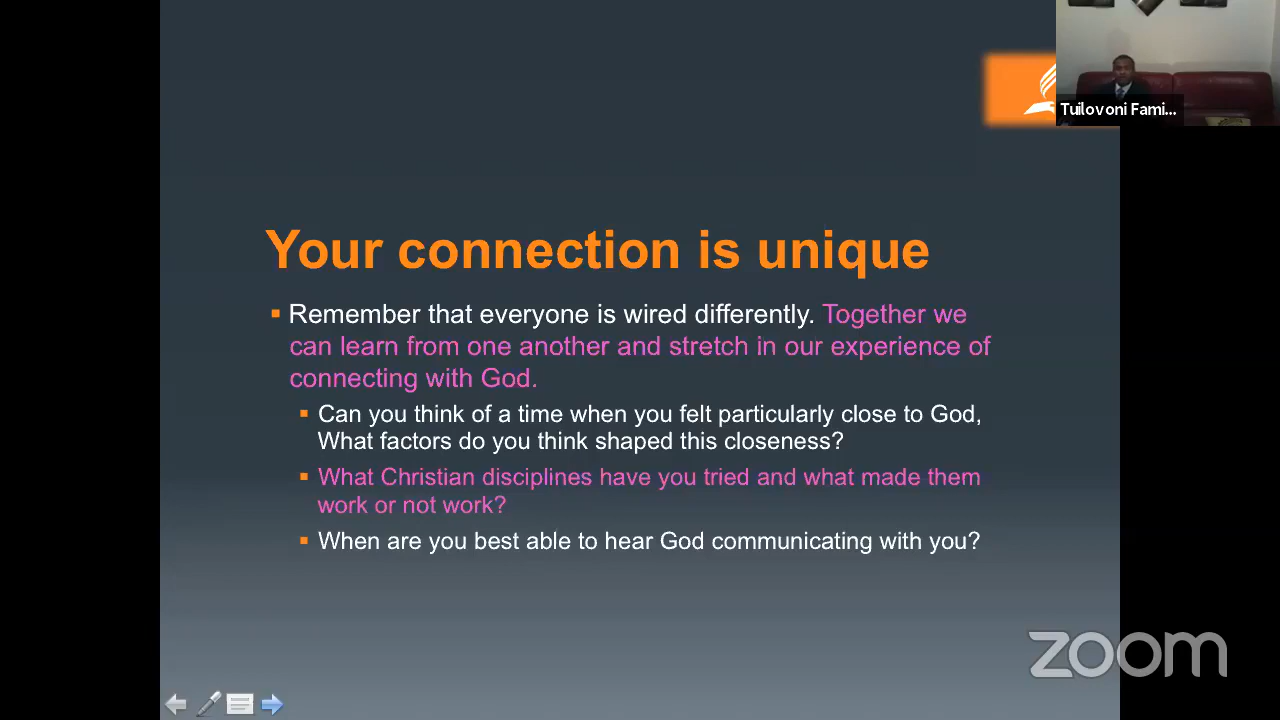 Tuilovoni Fami...
Your connection is unique
Remember that everyone is wired differently. Together we
can learn from one another and stretch in our experience of
connecting with God.
Can you think of a time when you felt particularly close to God,
What factors do you think shaped this closeness?
What Christian disciplines have you tried and what made them
work or not work?
When are you best able to hear God communicating with you?
zoom